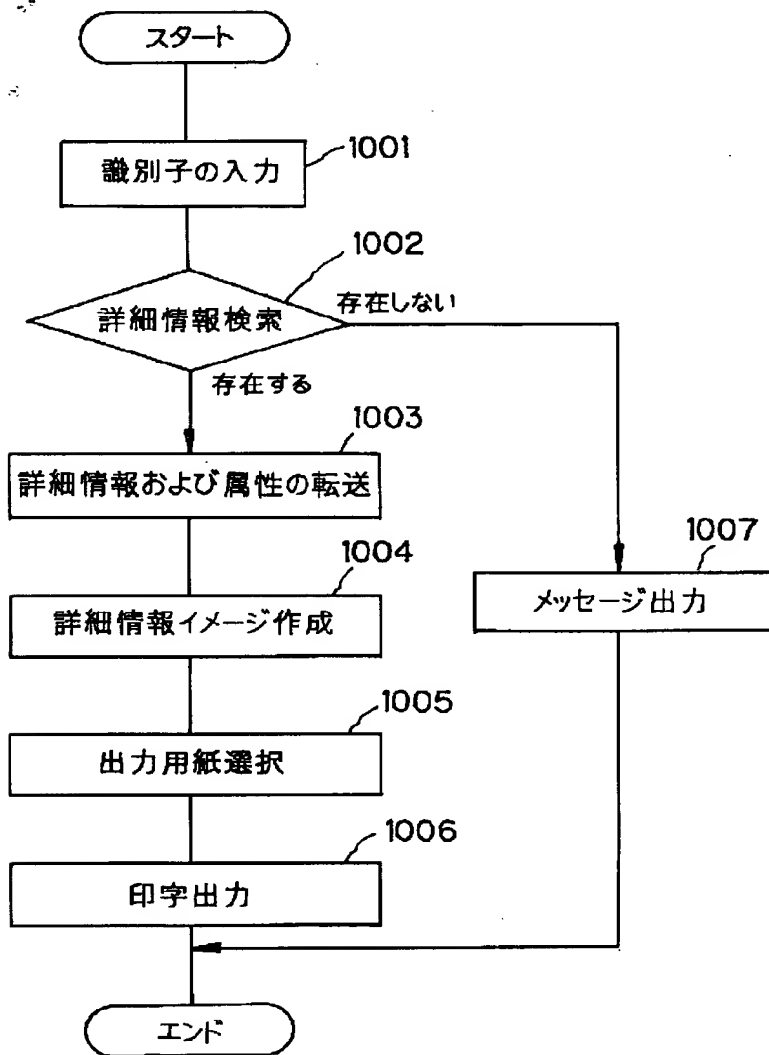 スタート
1001
識別子の入力
1002
詳細情報検索
存在しない
存在する
1003
詳細情報および属性の転送
1004
詳細情報イメージ作成
1005
出力用紙選択
1006
印字出力
1007
メッセージ出力
エンド